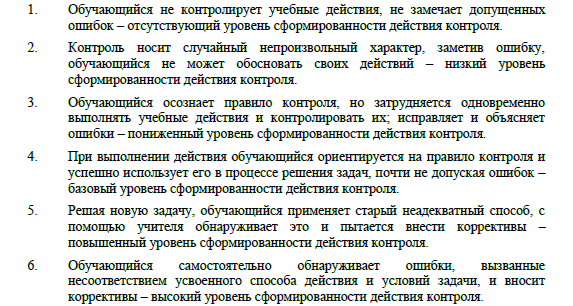 1. Обучающийся не контролирует учебные действия, не замечает допущенных
ошибок – отсутствующий уровень сформированности действия контроля.
2. Контроль носит случайный непроизвольный характер, заметив ошибку,
обучающийся не может обосновать своих действий – низкий уровень
сформированности действия контроля.
3. Обучающийся осознает правило контроля, но затрудняется одновременно
выполнять учебные действия и контролировать их; исправляет и объясняет
ошибки – пониженный уровень сформированности действия контроля.
4. При выполнении действия обучающийся ориентируется на правило контроля и
успешно использует его в процессе решения задач, почти не допуская ошибок –
базовый уровень сформированности действия контроля.
5. Решая новую задачу, обучающийся применяет старый неадекватный способ, с
помощью учителя обнаруживает это и пытается внести коррективы –
повышенный уровень сформированности действия контроля.
6. Обучающийся самостоятельно обнаруживает ошибки, вызванные
несоответствием усвоенного способа действия и условий задачи, и вносит
коррективы – высокий уровень сформированности действия контроля.